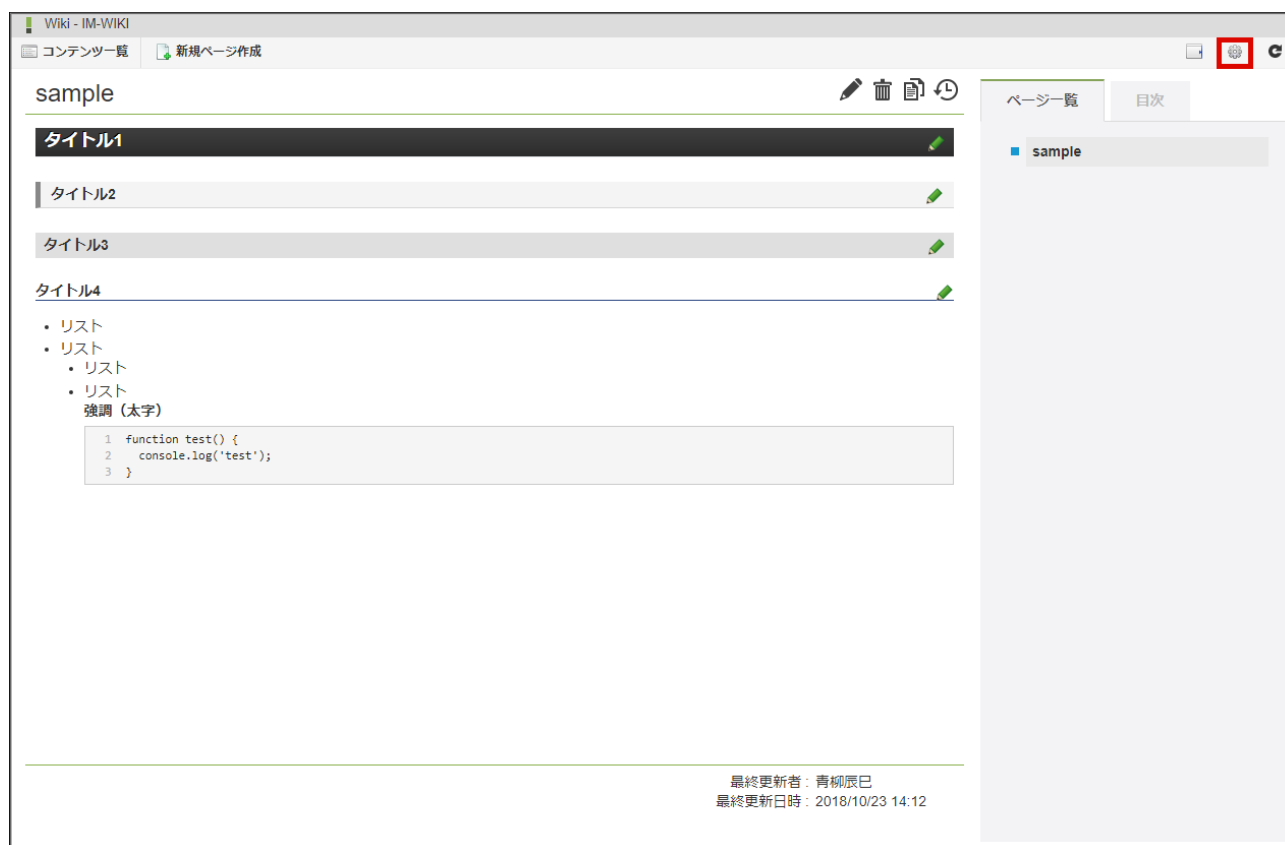 Wiki - IM-WIKI
コンテンツ一覧 新規ページ作成
sample
ページ一覧 目次
タイトル1
sample
タイトル2
タイトル3
タイトル4
• リスト
• リスト
• リスト
• リスト
強調（太字）
1 function test() {
2 console.log('test');
3 }
最終更新者 : 青柳辰巳
最終更新日時 : 2018/10/23 14:12